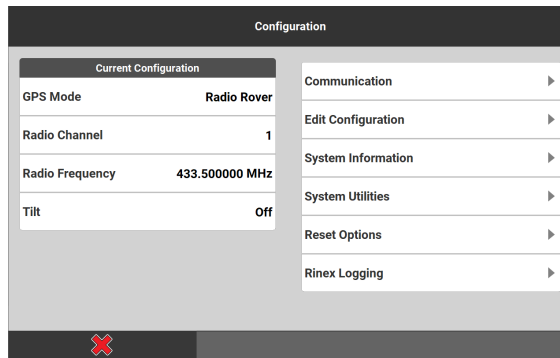 Configuration
Current Configuration
GPS Mode Radio Rover
Radio Channel 1
Radio Frequency 433.500000 MHz
Tilt Off
Communication
Edit Configuration
System Information
System Utilities
Reset Options
Rinex Logging